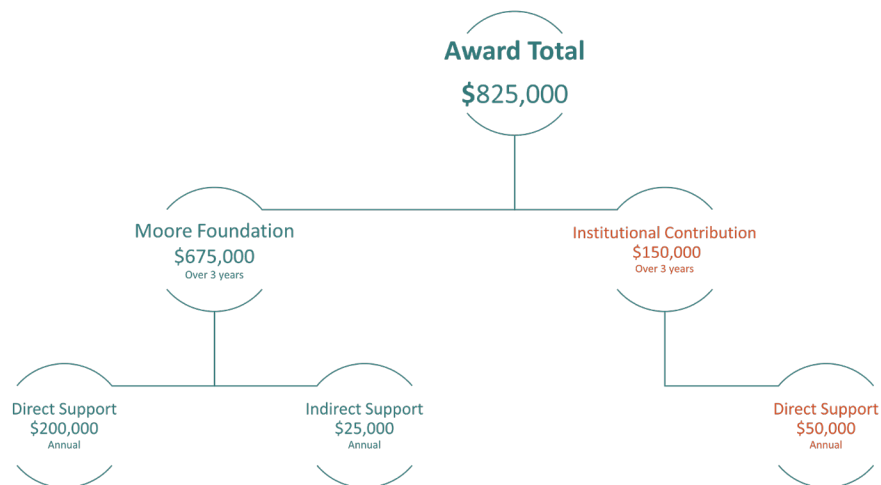 Award Total
$825,000
Moore Foundation
$675,000
Over 3 years
Institutional Contribution
$150,000
Over 3 years
Direct Support
$200,000
Annual
Indirect Support
$25,000
Annual
Direct Support
$50,000
Annual